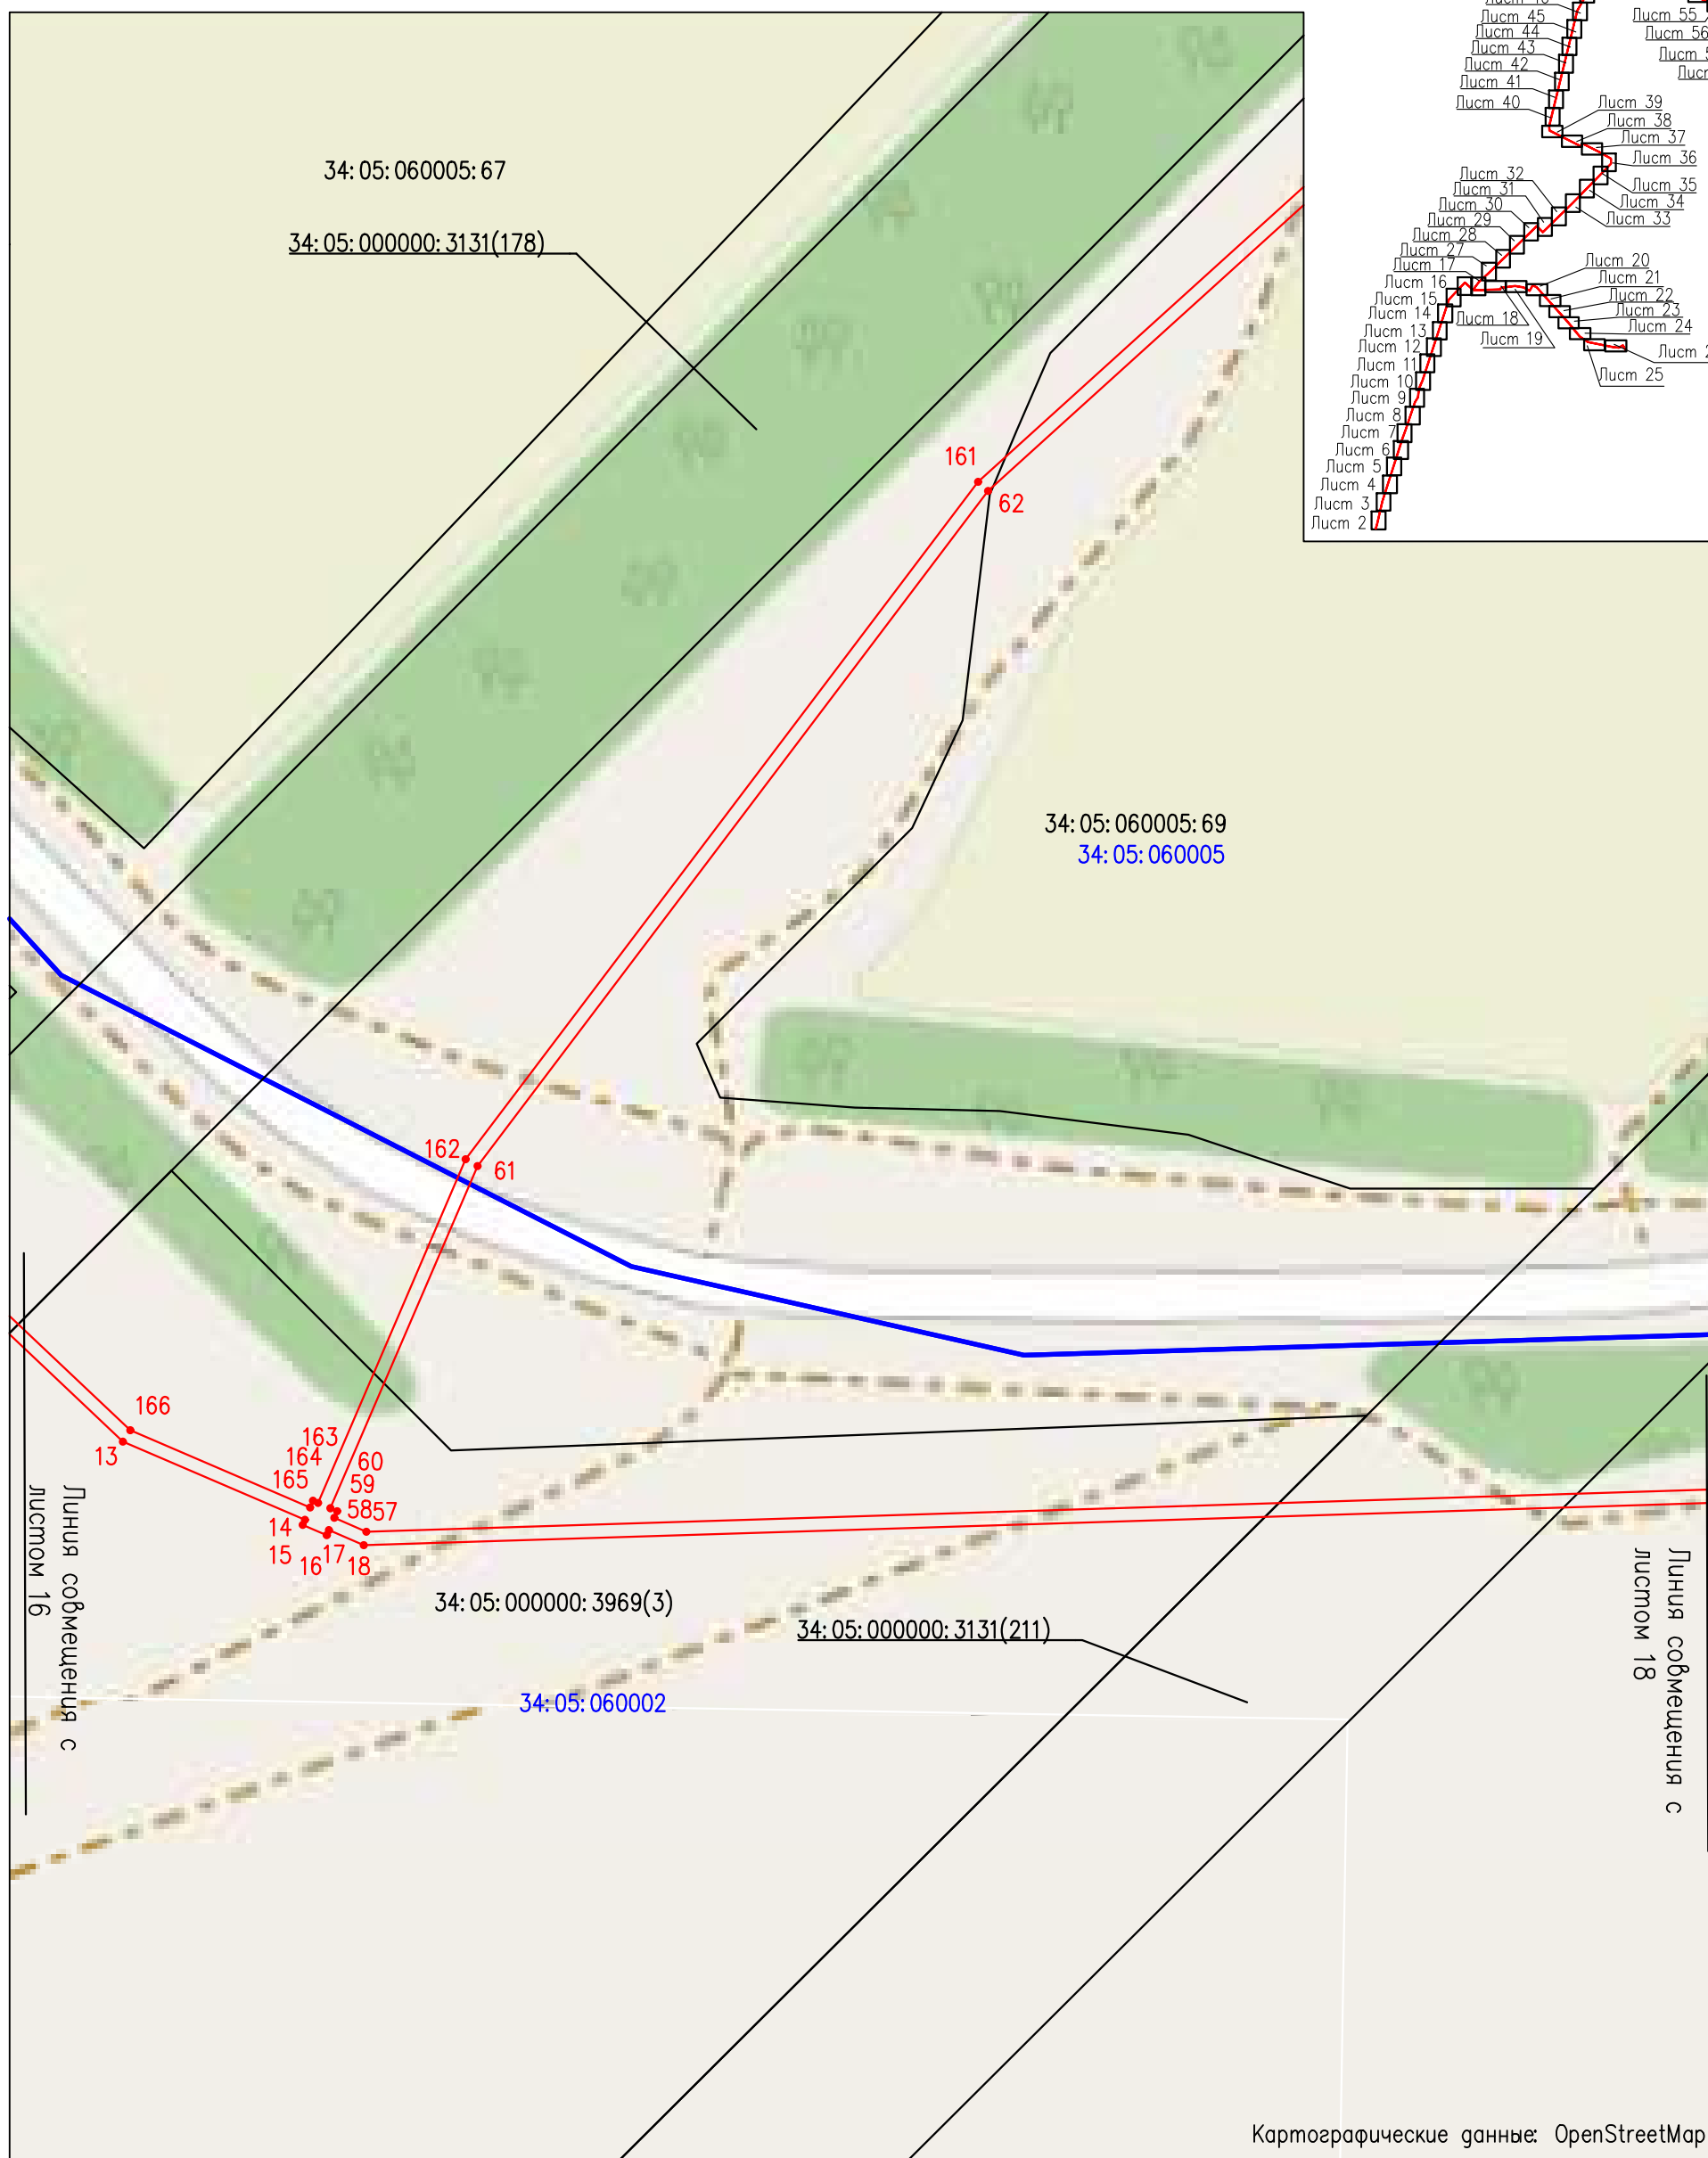 34:05:060005:67
34:05:000000:3131(178)
161
62
34:05:060005:69
34:05:060005
162
61
166
13
163
164
165
60
59
58
57
14
15
16
17
18
34:05:000000:3969(3)
34:05:000000:3131(211)
34:05:060002
Линия совмещения с
листом 16
Линия совмещения с
листом 18
Лист 45
Лист 44
Лист 43
Лист 42
Лист 41
Лист 40
Лист 55
Лист 56
Лист 39
Лист 38
Лист 37
Лист 36
Лист 35
Лист 34
Лист 33
Лист 32
Лист 31
Лист 30
Лист 29
Лист 28
Лист 27
Лист 17
Лист 16
Лист 15
Лист 14
Лист 13
Лист 12
Лист 11
Лист 10
Лист 9
Лист 8
Лист 7
Лист 6
Лист 5
Лист 4
Лист 3
Лист 2
Лист 20
Лист 21
Лист 22
Лист 23
Лист 24
Лист 18
Лист 19
Лист 25
Картографические данные: OpenStreetMap